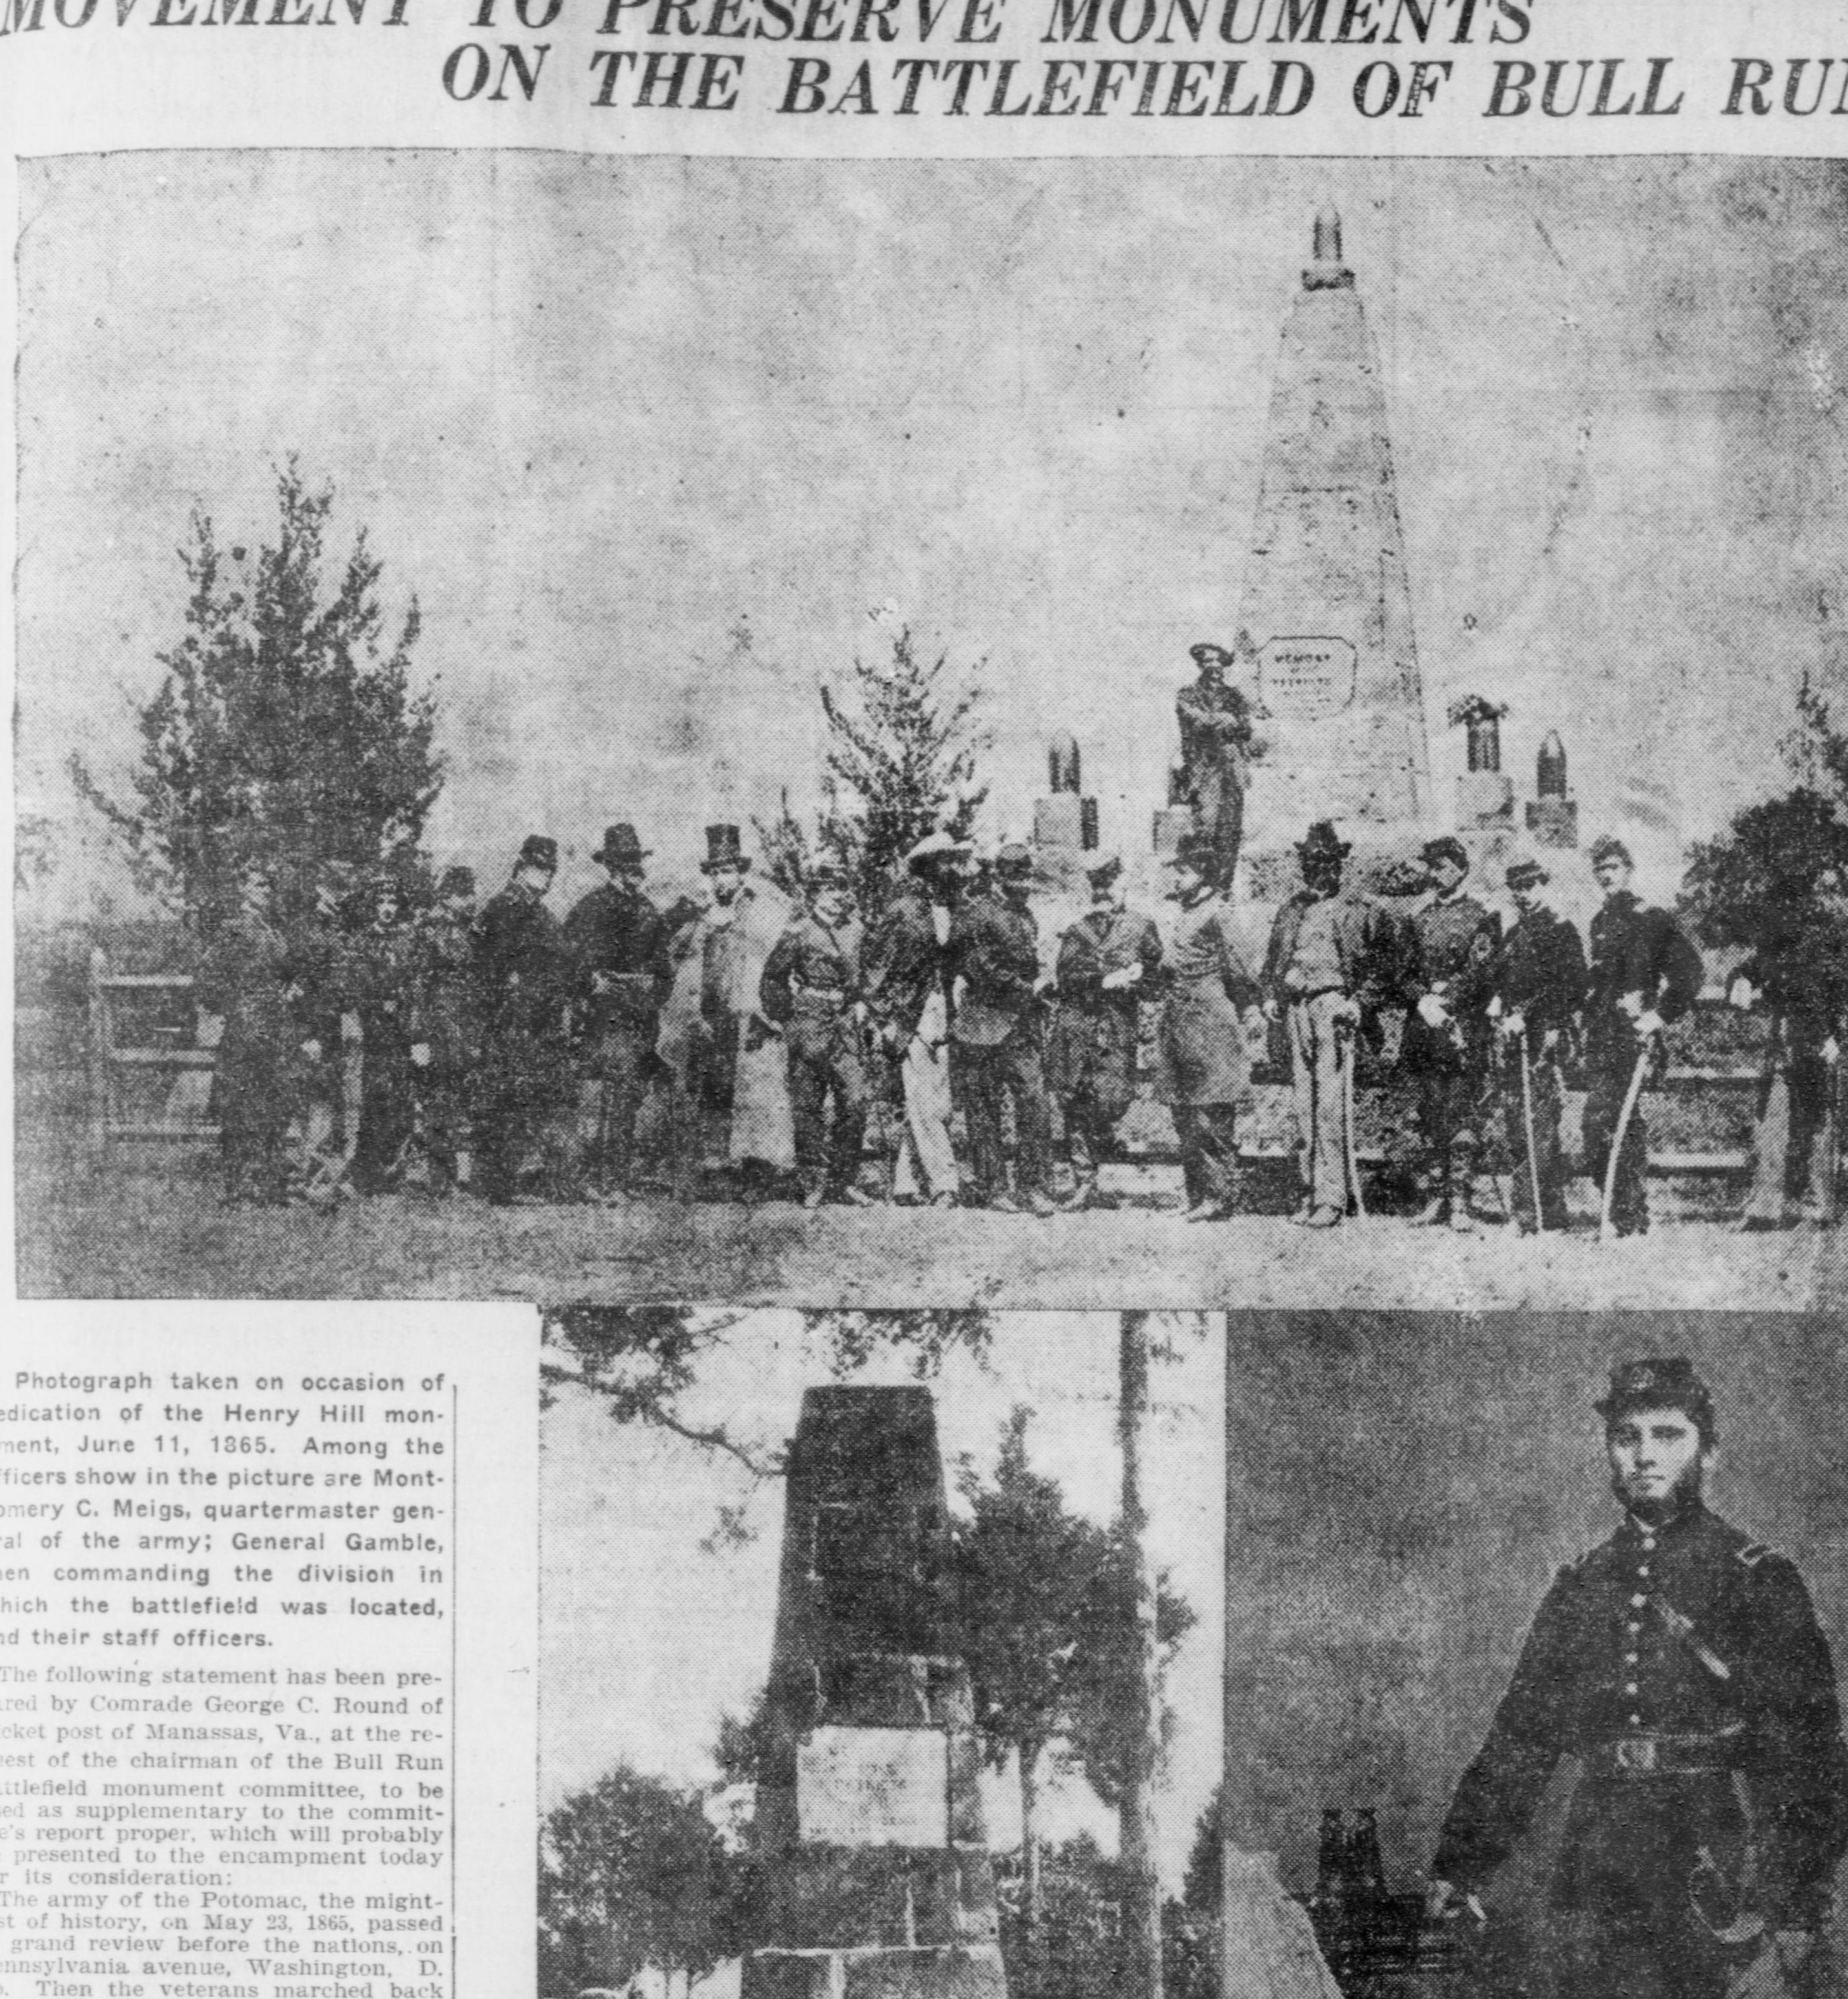 MOVEMENT TO PRESERVE MONUMENTS
ON THE BATTLEFIELD OF BULL RU
MEMORY
Photograph taken on occasion of
edication of the Henry Hill mon-
ment, June 11, 1865. Among the
fficers show in the picture are Mont-
omery C. Meigs, quartermaster gen-
ral of the army; General Gamble,
hen commanding the division in
hich the battlefield was located,
nd their staff officers.
The following statement has been pre-
ared by Comrade George C. Round of
icket post of Manassas, Va., at the re-
uest of the chairman of the Bull Run
attlefield monument committee, to be
sed as supplementary to the commit-
e's report proper, which will probably
presented to the encampment today
r its consideration:
The army of the Potomac, the might-
st of history, on May 23, 1865, passed
grand review before the nations, on
ennsylvania avenue, Washington, D.
Then the veterans marched back
PATRIOTS